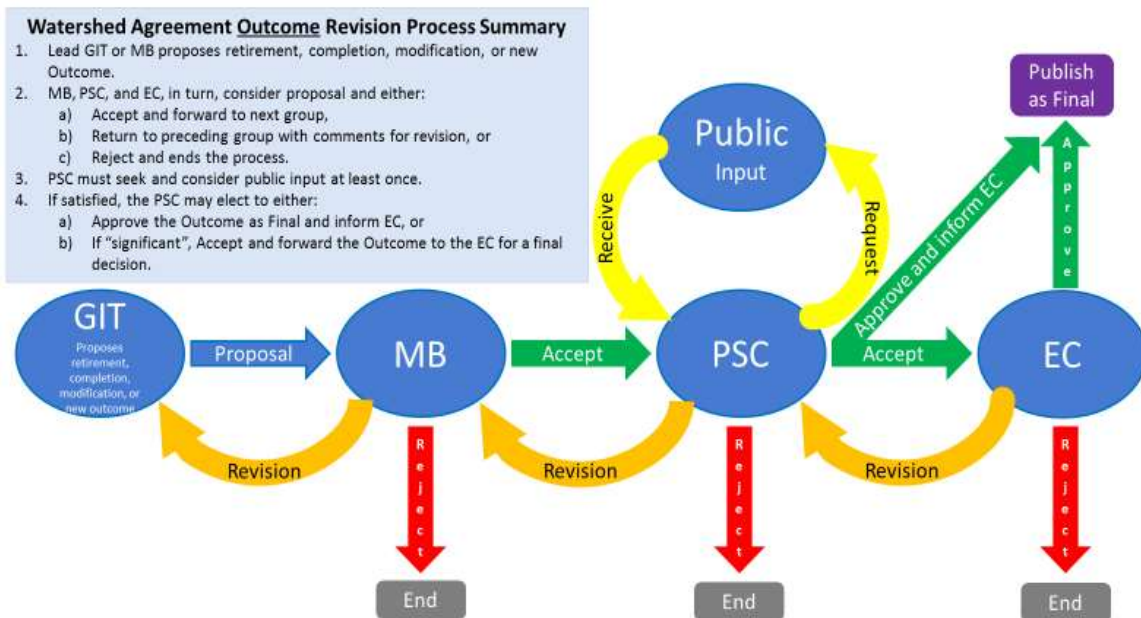 Watershed Agreement Outcome Revision Process Summary
1. Lead GIT or MB proposes retirement, completion, modification, or new
Outcome.
2. MB, PSC, and EC, in turn, consider proposal and either:
a) Accept and forward to next group,
b) Return to preceding group with comments for revision, or
c) Reject and ends the process.
3. PSC must seek and consider public input at least once.
4. If satisfied, the PSC may elect to either:
a) Approve the Outcome as Final and inform EC, or
b) If “significant”, Accept and forward the Outcome to the EC for a final
decision.
Publish
as Final
Public
Input
Receive
Request
Approve and inform EC
Approve
GIT
Proposes
retirement,
completion,
modification, or
new outcome
Proposal
MB
Accept
PSC
Accept
EC
Revision
Revision
Revision
Reject
Reject
Reject
End
End
End